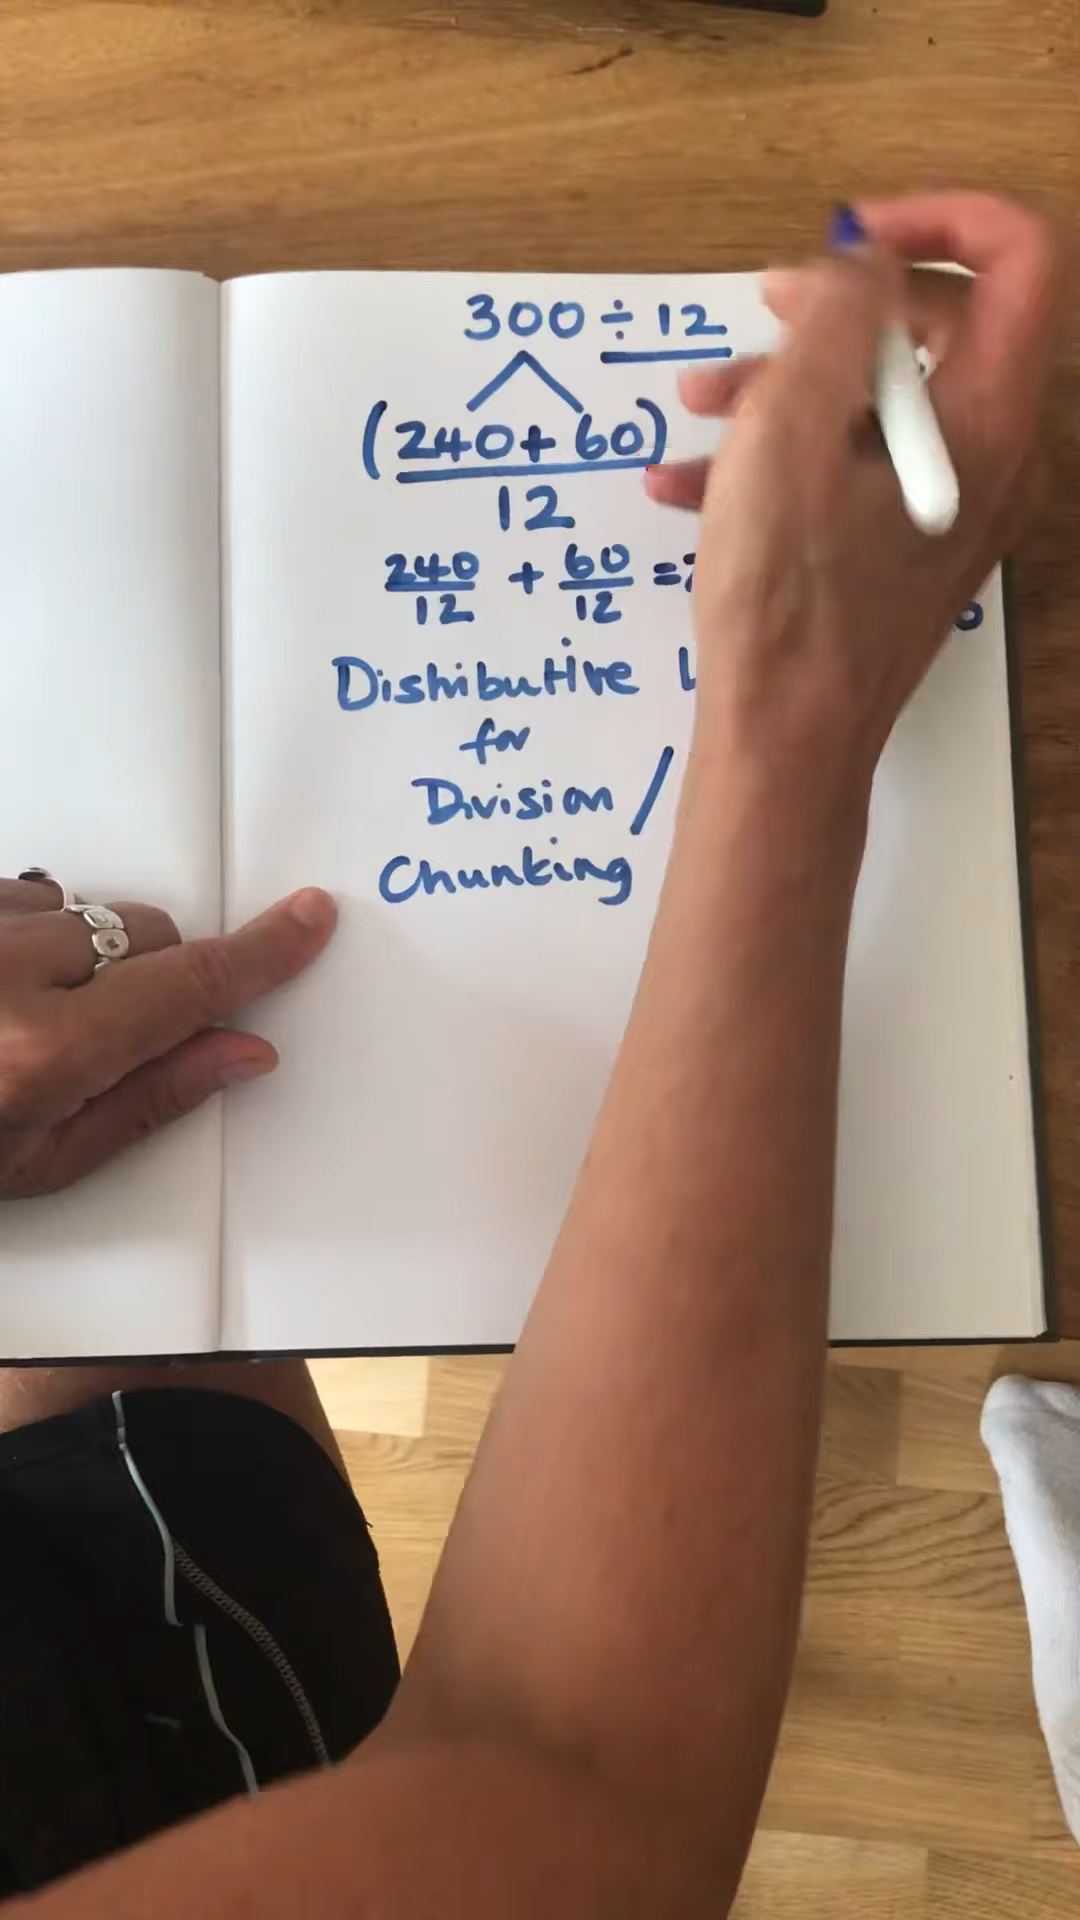 300 ÷ 12
(240+ 60)
12
240/12 + 60/12 =
Distributive
for
Division /
Chunking